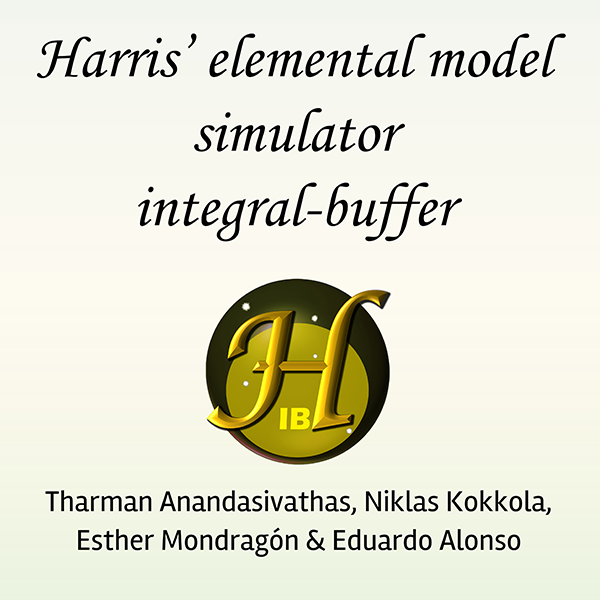 Harris’ elemental model
simulator
integral-buffer
H
IB
Tharman Anandasivathas, Niklas Kokkola,
Esther Mondragón & Eduardo Alonso